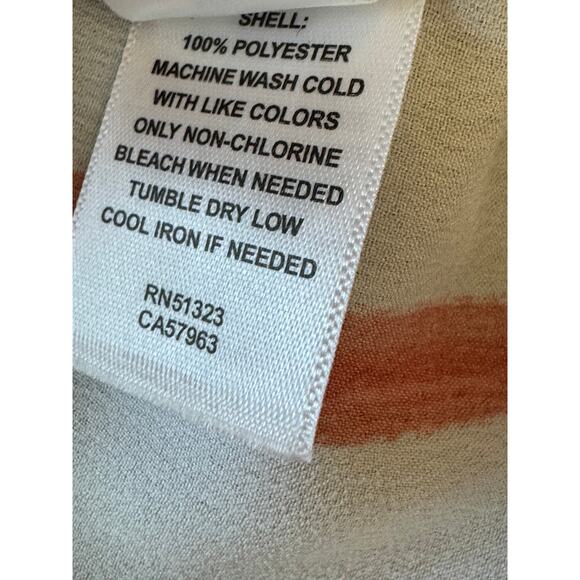 SHELL:
100% POLYESTER
MACHINE WASH COLD
WITH LIKE COLORS
ONLY NON-CHLORINE
BLEACH WHEN NEEDED
TUMBLE DRY LOW
COOL IRON IF NEEDED
RN51323
CA57963